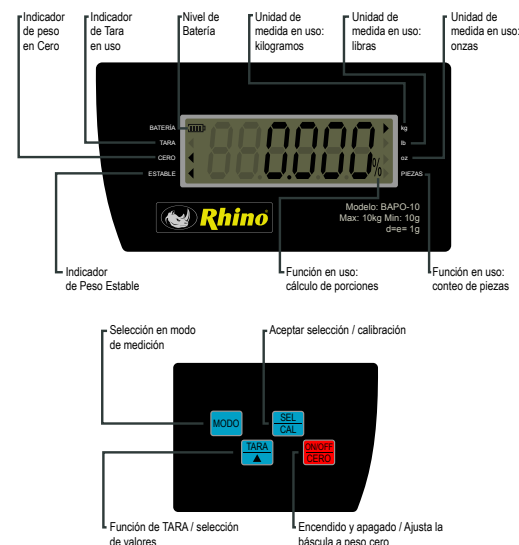 Indicador
de peso
en Cero
Indicador
de Tara
en uso
Nivel de
Batería
Unidad de
medida en uso:
kilogramos
Unidad de
medida en uso:
libras
Unidad de
medida en uso:
onzas
BATERÍA
TARA
CERO
ESTABLE
0.000
%
kg
lb
oz
PIEZAS
Rhino
Modelo: BAPO-10
Max: 10kg Min: 10g
d=e= 1g
Indicador
de Peso Estable
Función en uso:
cálculo de porciones
Función en uso:
conteo de piezas
Selección en modo
de medición
Aceptar selección / calibración
MODO
SEL
CAL
TARA
ON/OFF
CERO
Función de TARA / selección
de valores
Encendido y apagado / Ajusta la
báscula a peso cero